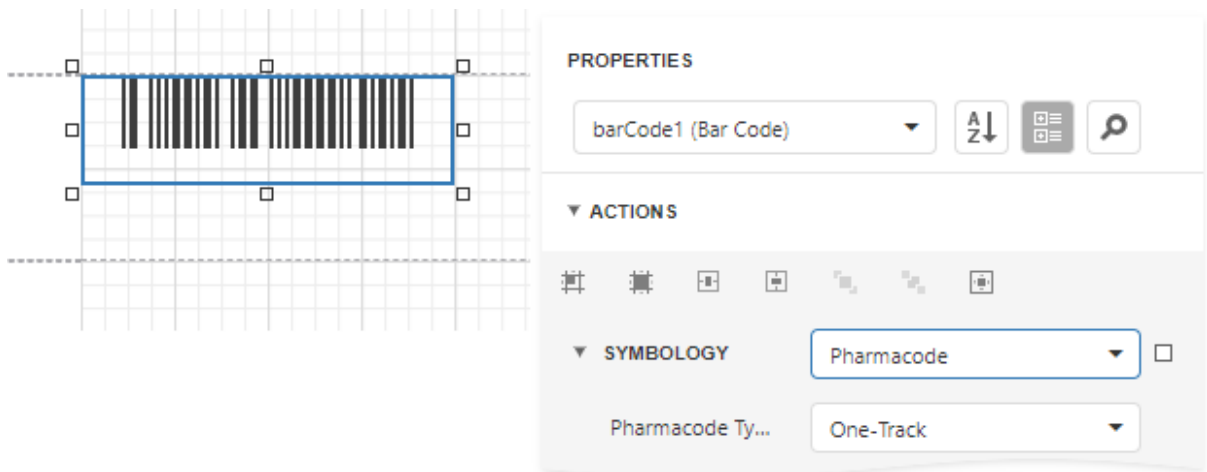 PROPERTIES
barCode1 (Bar Code)
A
Z
ACTIONS
SYMBOLOGY Pharmacode
Pharmacode Ty... One-Track